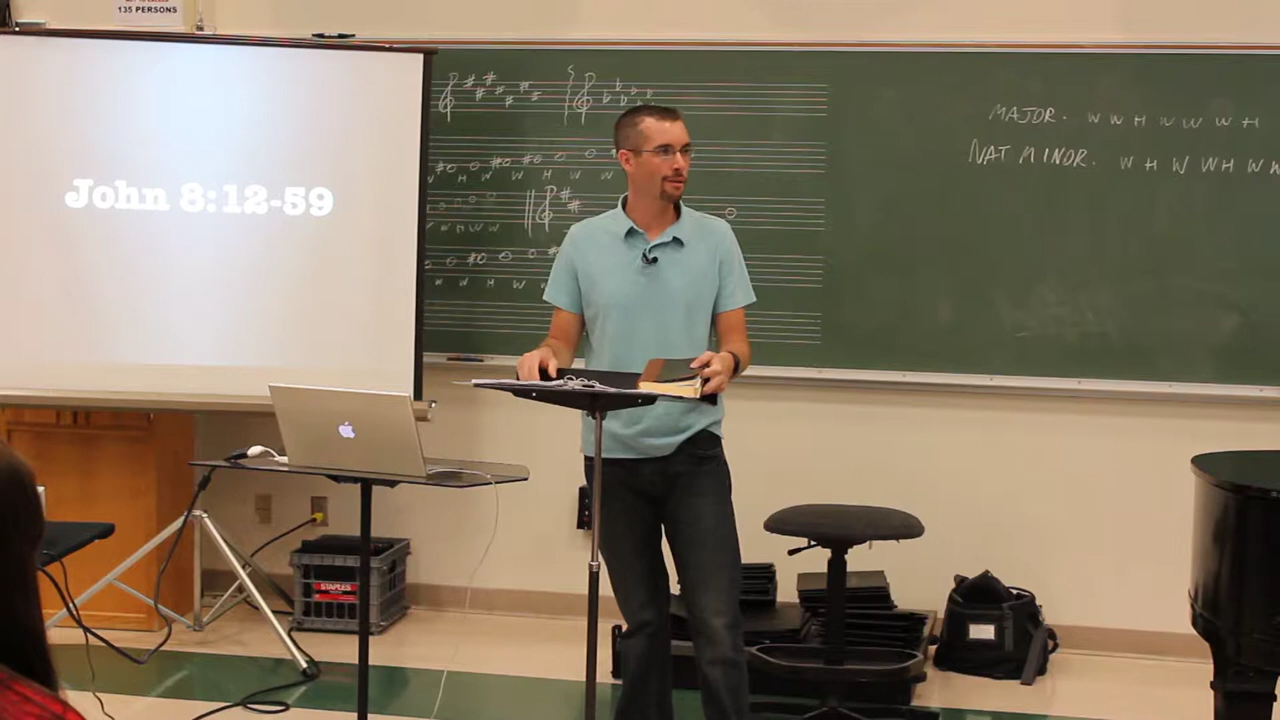 135 PERSONS
John 8:12-59
MAJOR. W W H W W W H
NAT MINOR. W H W W H W W
H W W W W
W H W W
W W H W W
STAPLES